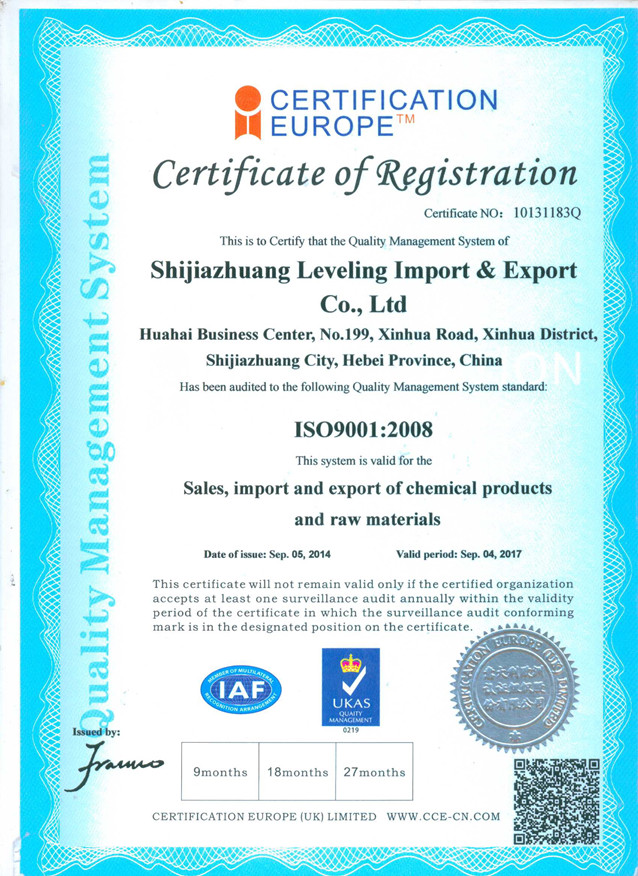 CERTIFICATION
EUROPE™
Certificate of Registration
Certificate NO： 10131183Q
This is to Certify that the Quality Management System of
Shijiazhuang Leveling Import & Export
Co., Ltd
Huahai Business Center, No.199, Xinhua Road, Xinhua District,
Shijiazhuang City, Hebei Province, China
Has been audited to the following Quality Management System standard:
ISO9001:2008
This system is valid for the
Sales, import and export of chemical products
and raw materials
Date of issue: Sep. 05, 2014 Valid period: Sep. 04, 2017
This certificate will not remain valid only if the certified organization
accepts at least one surveillance audit annually within the validity
period of the certificate in which the surveillance audit conforming
mark is in the designated position on the certificate.
Quality Management System
MEMBER OF MULTILATERAL
IAF
RECOGNITION ARRANGEMENT
UKAS
QUALITY
MANAGEMENT
0219
CERTIFICATION EUROPE (UK) LIMITED
Issued by:
9months 18months 27months
CERTIFICATION EUROPE (UK) LIMITED WWW.CCE-CN.COM